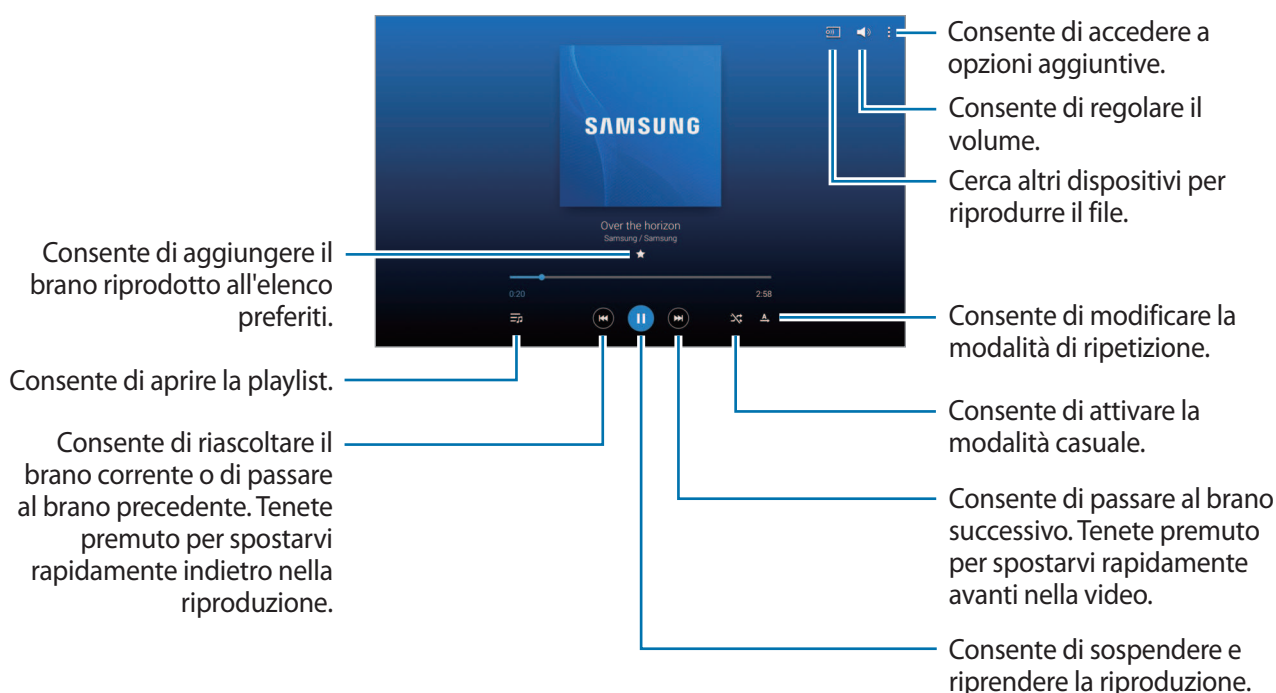 Consente di accedere a
opzioni aggiuntive.
Consente di regolare il
volume.
Cerca altri dispositivi per
riprodurre il file.
SAMSUNG
Over the horizon
Samsung / Samsung
Consente di aggiungere il
brano riprodotto all'elenco
preferiti.
0:20
2:58
Consente di modificare la
modalità di ripetizione.
Consente di aprire la playlist.
Consente di attivare la
modalità casuale.
Consente di riascoltare il
brano corrente o di passare
al brano precedente. Tenete
premuto per spostarvi
rapidamente indietro nella
riproduzione.
Consente di passare al brano
successivo. Tenete premuto
per spostarvi rapidamente
avanti nella video.
Consente di sospendere e
riprendere la riproduzione.